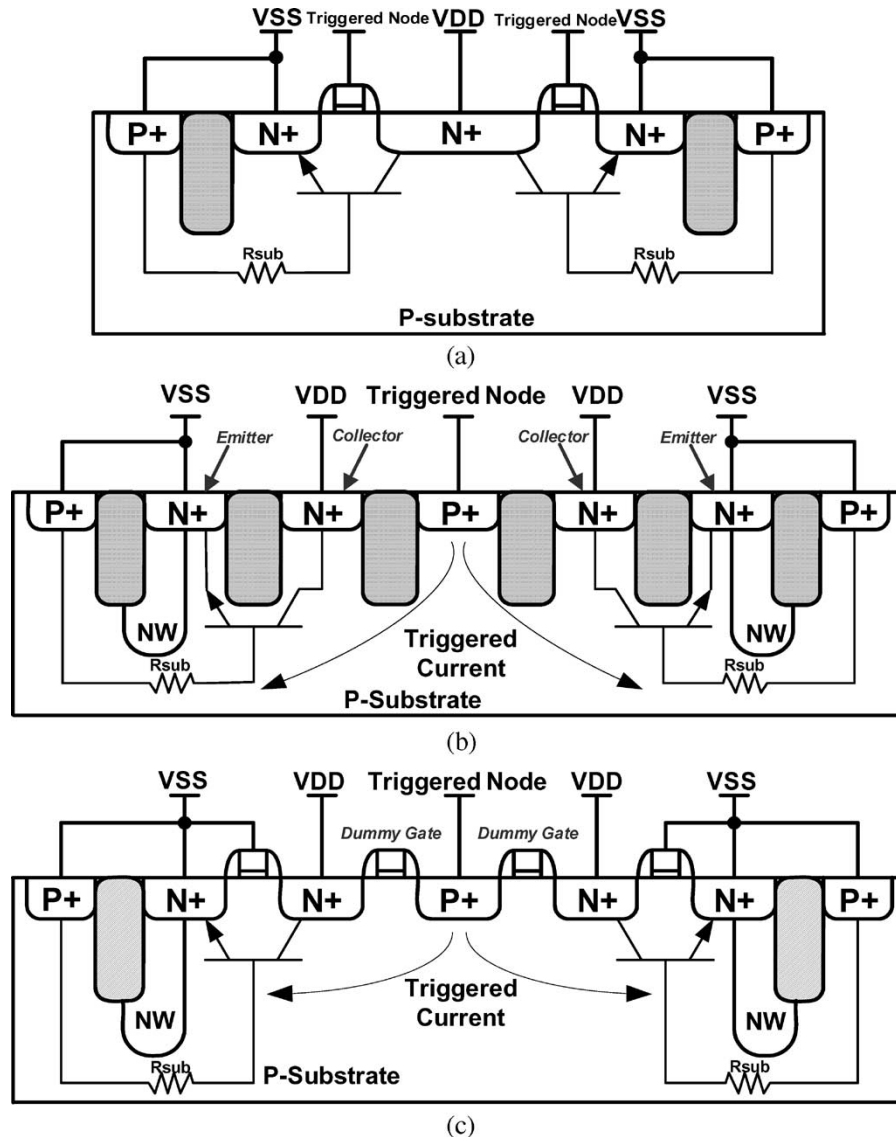 VSS Triggered Node VDD Triggered Node VSS
P+ N+ N+ N+ P+
Rsub Rsub
P-substrate
(a)
VSS VDD Triggered Node VDD VSS
Emitter Collector Collector Emitter
P+ N+ N+ P+ N+ N+ P+
NW Triggered NW
Rsub Current Rsub
P-Substrate
(b)
VSS VDD Triggered Node VDD VSS
Dummy Gate Dummy Gate
P+ N+ N+ P+ N+ N+ P+
Triggered
NW Current NW
Rsub P-Substrate Rsub
(c)